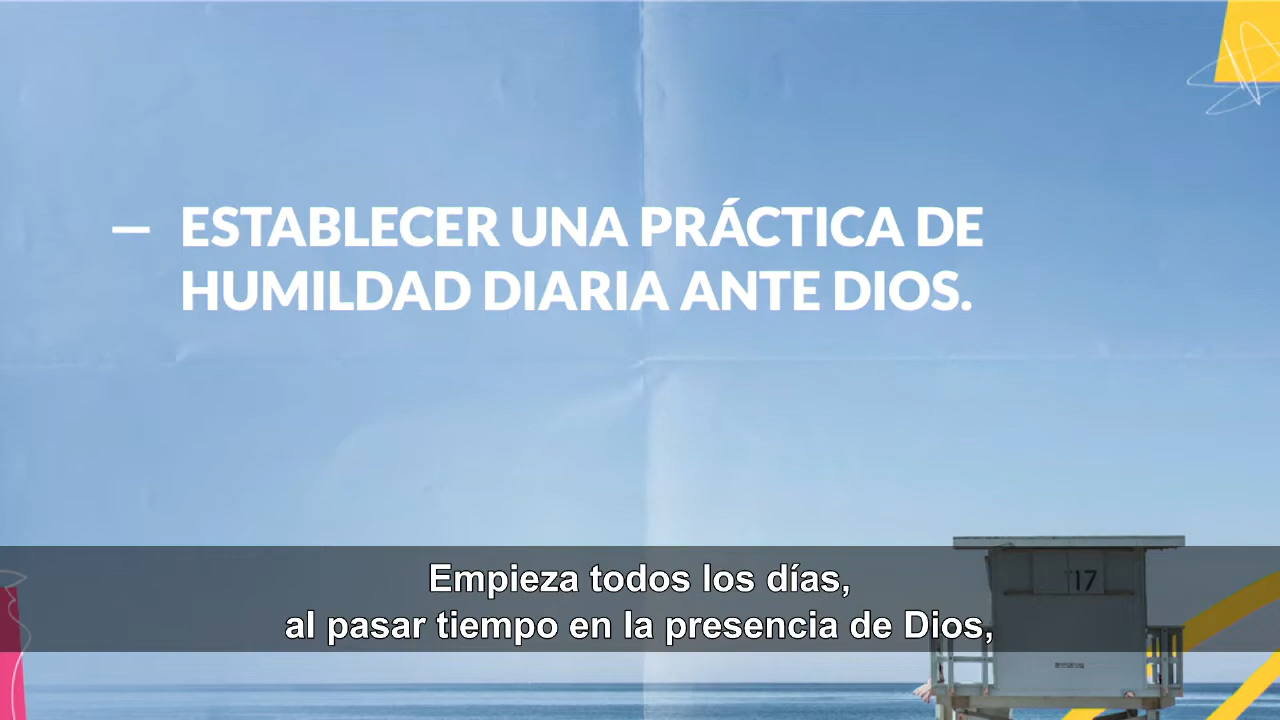 — ESTABLECER UNA PRÁCTICA DE
HUMILDAD DIARIA ANTE DIOS.
17
Empieza todos los días,
al pasar tiempo en la presencia de Dios,